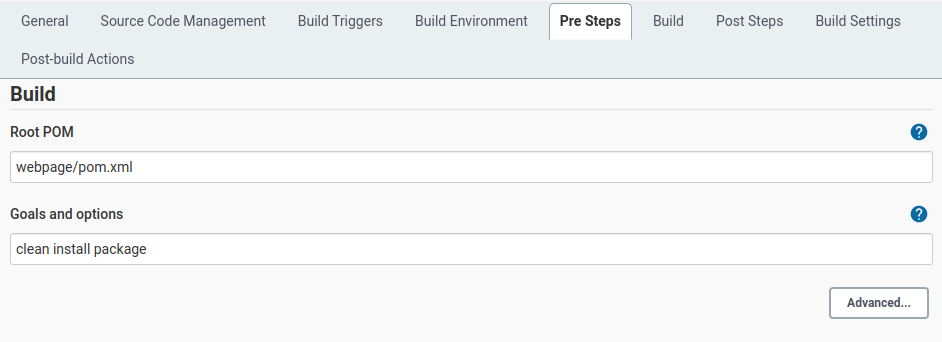 General Source Code Management Build Triggers Build Environment Pre Steps Build Post Steps Build Settings
Post-build Actions
Build
Root POM ?
webpage/pom.xml
Goals and options ?
clean install package
Advanced...